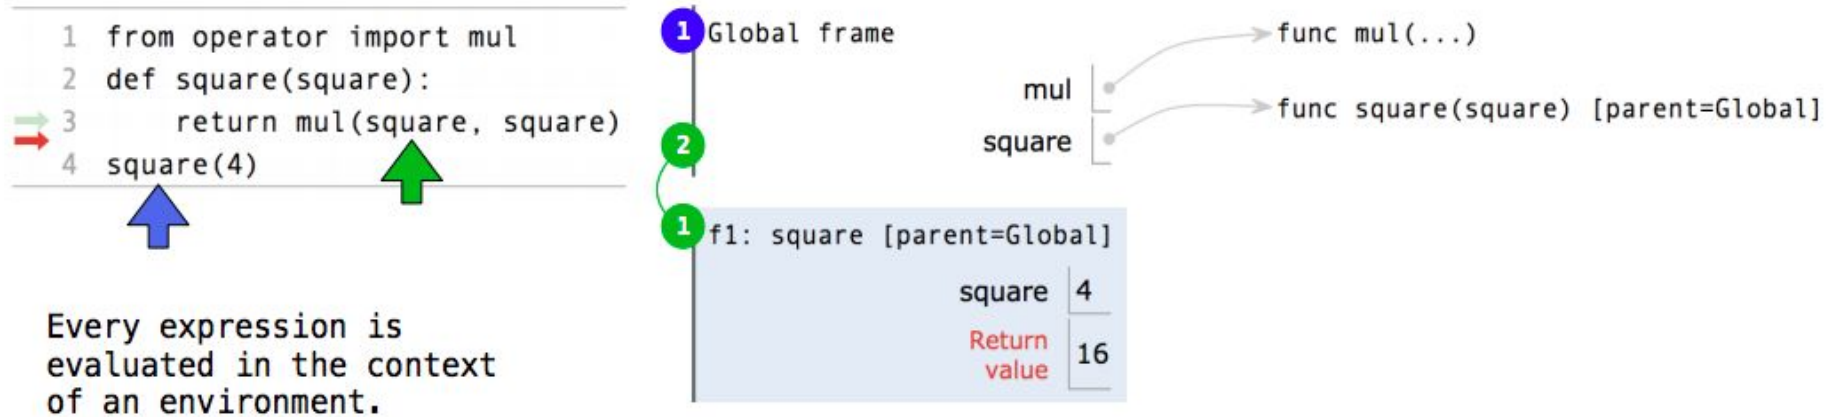 1 from operator import mul
2 def square(square):
3 return mul(square, square)
4 square(4)
Every expression is
evaluated in the context
of an environment.
1 Global frame
mul
square
2
func mul(...)
func square(square) [parent=Global]
1 f1: square [parent=Global]
square 4
Return
value 16